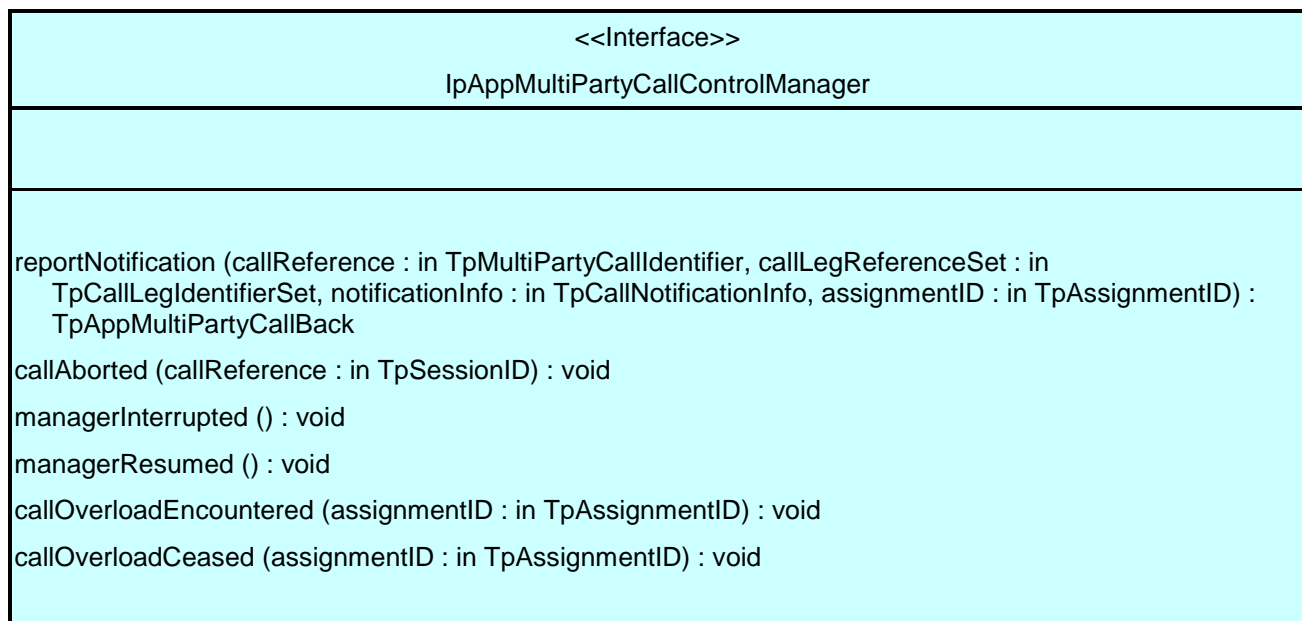 <<Interface>>
IpAppMultiPartyCallControlManager
reportNotification (callReference : in TpMultiPartyCallIdentifier, callLegReferenceSet : in
TpCallLegIdentifierSet, notificationInfo : in TpCallNotificationInfo, assignmentID : in TpAssignmentID) :
TpAppMultiPartyCallBack
callAborted (callReference : in TpSessionID) : void
managerInterrupted () : void
managerResumed () : void
callOverloadEncountered (assignmentID : in TpAssignmentID) : void
callOverloadCeased (assignmentID : in TpAssignmentID) : void